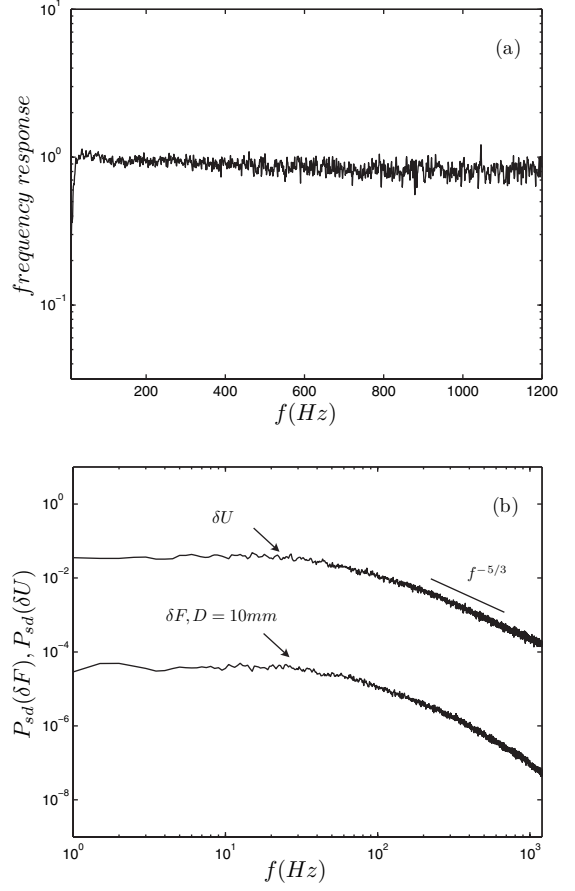 10^1
(a)
frequency response
10^0
10^-1
200 400 600 800 1000 1200
f(Hz)
10^0
(b)
δU
10^-2
f^-5/3
P_sd(δF), P_sd(δU)
10^-4
δF, D = 10mm
10^-6
10^-8
10^0 10^1 10^2 10^3
f(Hz)